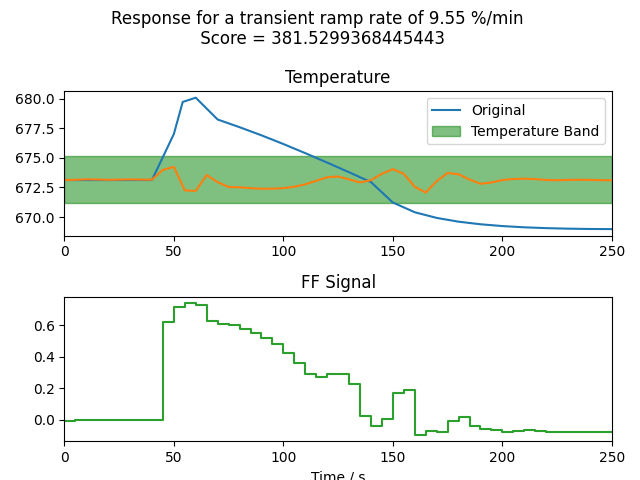 Response for a transient ramp rate of 9.55 %/min
Score = 381.5299368445443
Temperature
680.0
677.5
675.0
672.5
670.0
Original
Temperature Band
0 50 100 150 200 250
FF Signal
0.6
0.4
0.2
0.0
0 50 100 150 200 250
Time / s